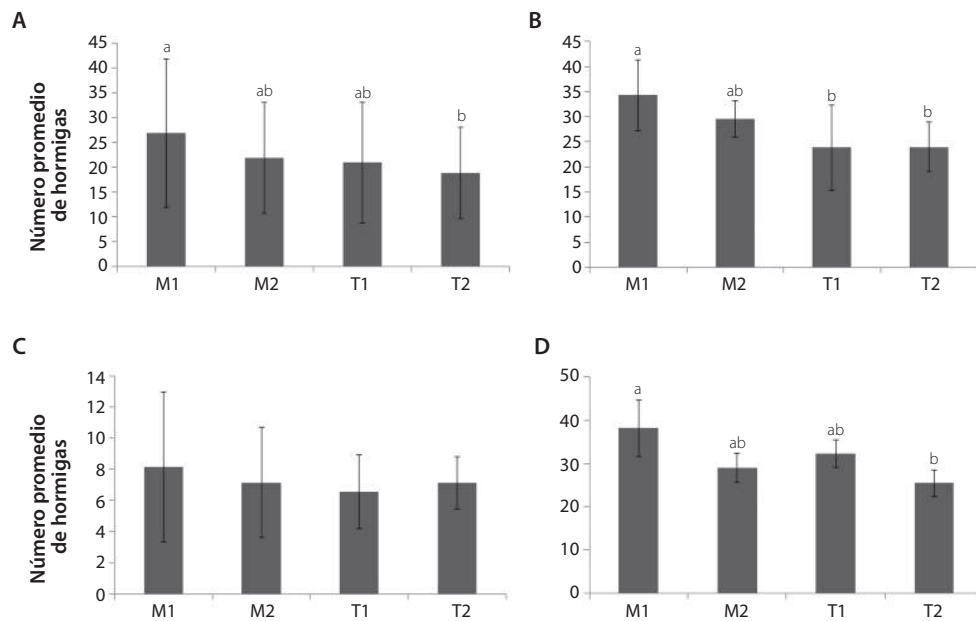 A
Número promedio
de hormigas
45
40
35
30
25
20
15
10
5
0
a
ab
ab
b
M1 M2 T1 T2
B
45
40
35
30
25
20
15
10
5
0
a
ab
b
b
M1 M2 T1 T2
C
Número promedio
de hormigas
14
12
10
8
6
4
2
0
M1 M2 T1 T2
D
50
40
30
20
10
0
a
ab
ab
b
M1 M2 T1 T2